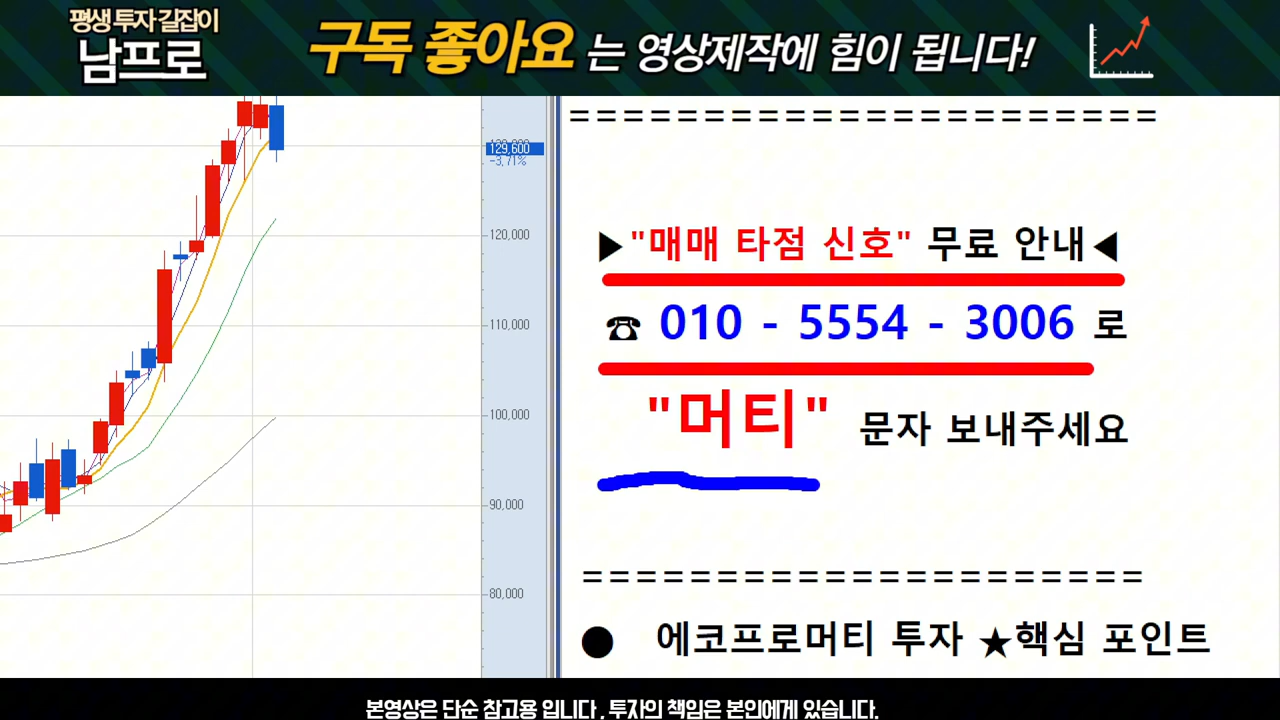 평생 투자 길잡이
남프로
구독 좋아요 는 영상제작에 힘이 됩니다!
129,600
-3,71%
120,000
110,000
100,000
90,000
80,000
======================
▶"매매 타점 신호" 무료 안내◀
☎ 010 - 5554 - 3006 로
"머티" 문자 보내주세요
=====================
● 에코프로머티 투자 ★핵심 포인트
본영상은 단순 참고용 입니다 , 투자의 책임은 본인에게 있습니다.